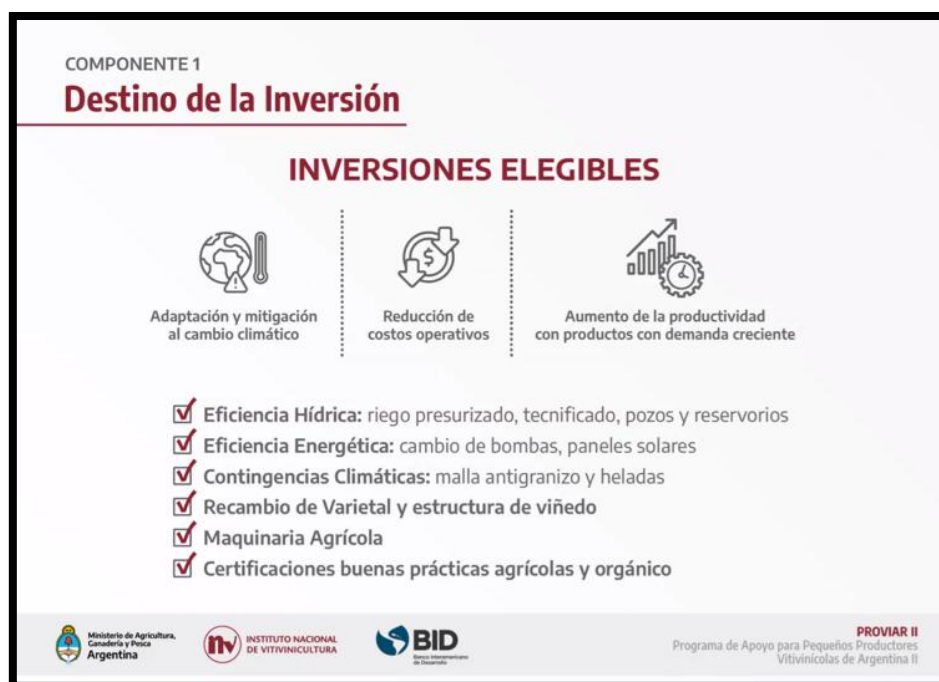 COMPONENTE 1
Destino de la Inversión
INVERSIONES ELEGIBLES
Adaptación y mitigación
al cambio climático
Reducción de
costos operativos
Aumento de la productividad
con productos con demanda creciente
Eficiencia Hídrica: riego presurizado, tecnificado, pozos y reservorios
Eficiencia Energética: cambio de bombas, paneles solares
Contingencias Climáticas: malla antigranizo y heladas
Recambio de Varietal y estructura de viñedo
Maquinaria Agrícola
Certificaciones buenas prácticas agrícolas y orgánico
Ministerio de Agricultura,
Ganadería y Pesca
Argentina
INSTITUTO NACIONAL
DE VITIVINICULTURA
BID
Banco Interamericano
de Desarrollo
PROVIAR II
Programa de Apoyo para Pequeños Productores
Vitivinícolas de Argentina II